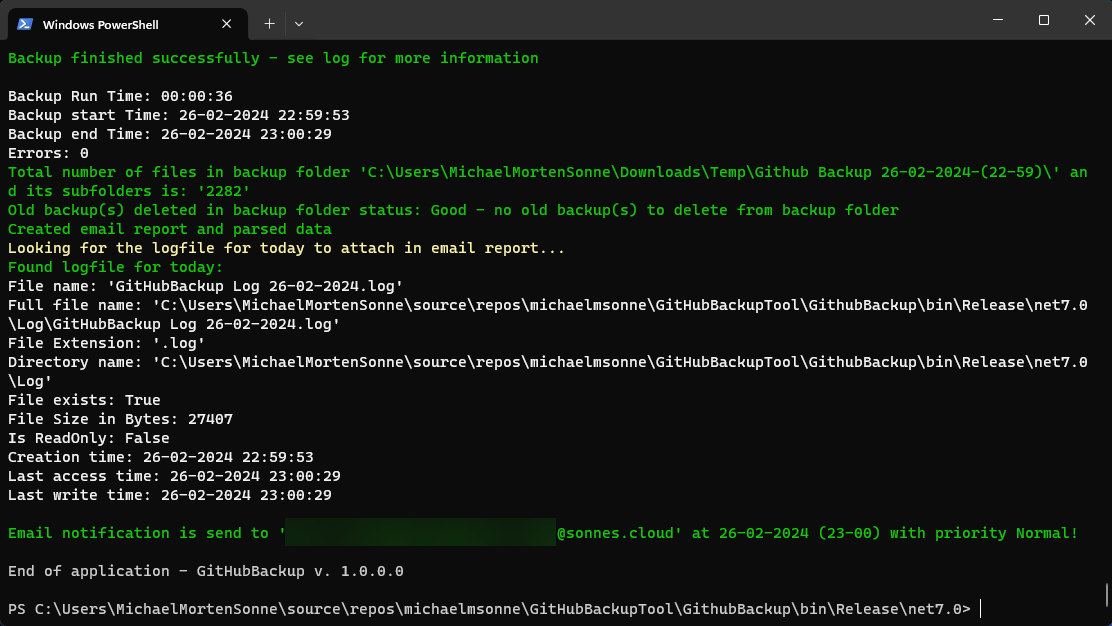 Windows PowerShell
Backup finished successfully - see log for more information
Backup Run Time: 00:00:36
Backup start Time: 26-02-2024 22:59:53
Backup end Time: 26-02-2024 23:00:29
Errors: 0
Total number of files in backup folder 'C:\Users\MichaelMortenSonne\Downloads\Temp\Github Backup 26-02-2024-(22-59)\' an
d its subfolders is: '2282'
Old backup(s) deleted in backup folder status: Good - no old backup(s) to delete from backup folder
Created email report and parsed data
Looking for the logfile for today to attach in email report...
Found logfile for today:
File name: 'GitHubBackup Log 26-02-2024.log'
Full file name: 'C:\Users\MichaelMortenSonne\source\repos\michaelmsonne\GitHubBackupTool\GithubBackup\bin\Release\net7.0
\Log\GitHubBackup Log 26-02-2024.log'
File Extension: '.log'
Directory name: 'C:\Users\MichaelMortenSonne\source\repos\michaelmsonne\GitHubBackupTool\GithubBackup\bin\Release\net7.0
\Log'
File exists: True
File Size in Bytes: 27407
Is ReadOnly: False
Creation time: 26-02-2024 22:59:53
Last access time: 26-02-2024 23:00:29
Last write time: 26-02-2024 23:00:29
Email notification is send to '@sonnes.cloud' at 26-02-2024 (23-00) with priority Normal!
End of application - GitHubBackup v. 1.0.0.0
PS C:\Users\MichaelMortenSonne\source\repos\michaelmsonne\GitHubBackupTool\GithubBackup\bin\Release\net7.0>